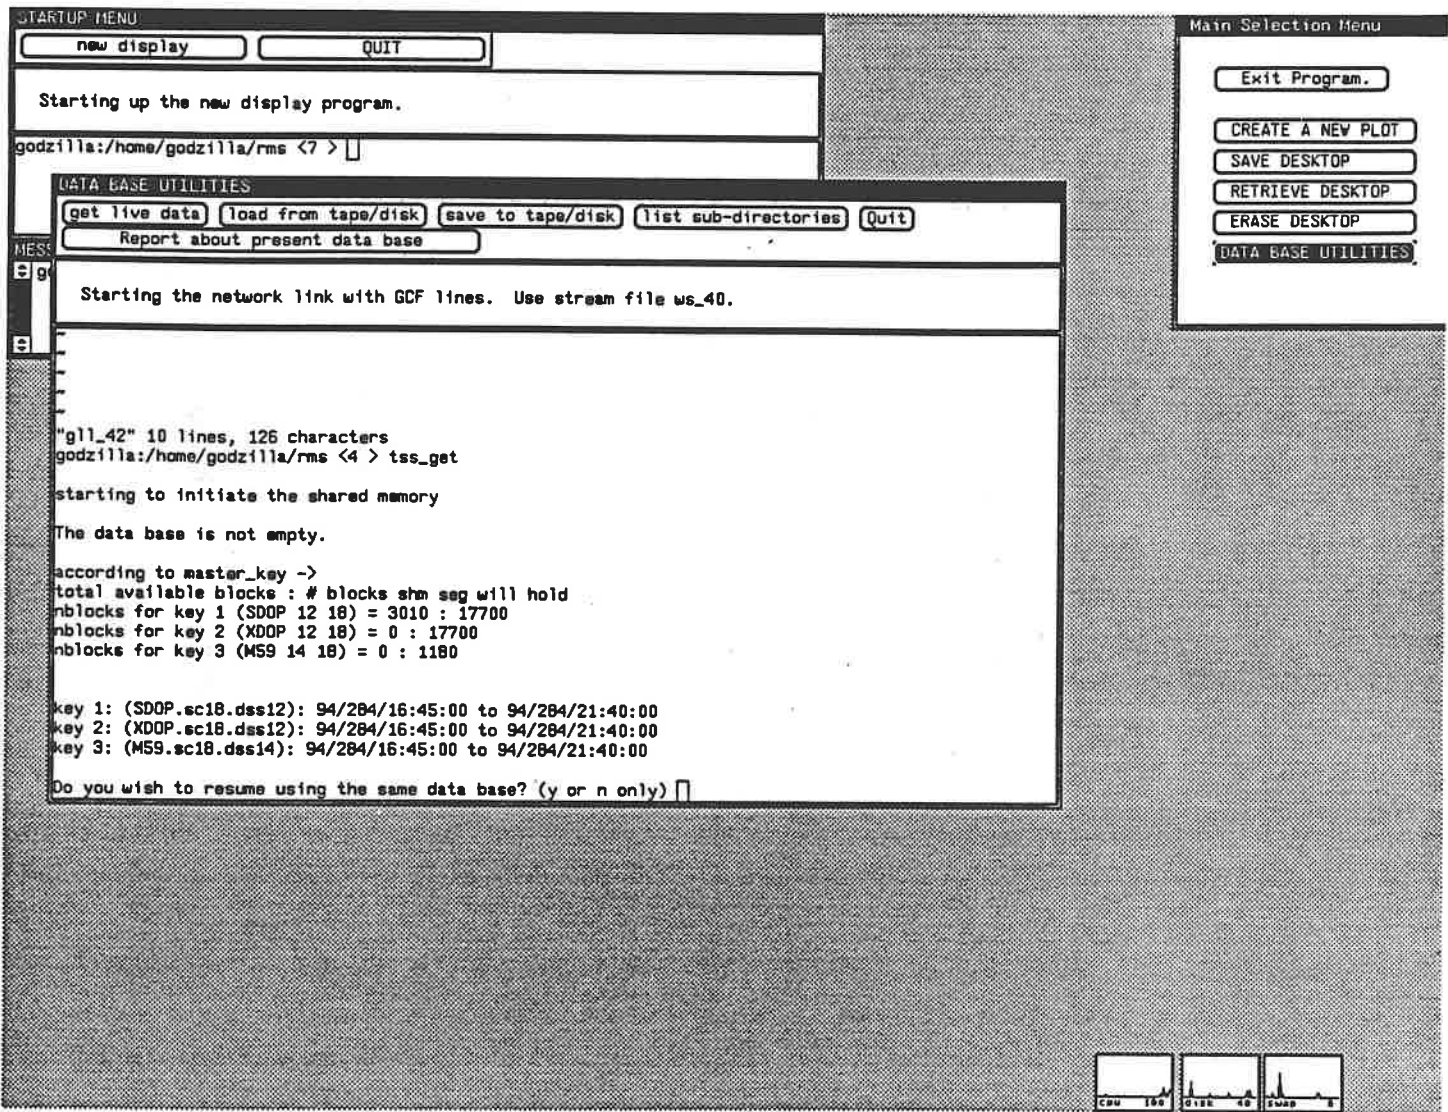 STARTUP MENU
new display
QUIT
Starting up the new display program.
godzilla:/home/godzilla/rms <7 >
DATA BASE UTILITIES
get live data
load from tape/disk
save to tape/disk
list sub-directories
Quit
Report about present data base
MESS
go
Starting the network link with GCF lines.  Use stream file ws_40.
~
~
~
~
~
"gll_42" 10 lines, 126 characters
godzilla:/home/godzilla/rms <4 > tss_get
starting to initiate the shared memory
The data base is not empty.
according to master_key ->
total available blocks : # blocks shm seg will hold
nblocks for key 1 (SDOP 12 18) = 3010 : 17700
nblocks for key 2 (XDOP 12 18) = 0 : 17700
nblocks for key 3 (M59 14 18) = 0 : 1180
key 1: (SDOP.sc18.dss12): 94/284/16:45:00 to 94/284/21:40:00
key 2: (XDOP.sc18.dss12): 94/284/16:45:00 to 94/284/21:40:00
key 3: (M59.sc18.dss14): 94/284/16:45:00 to 94/284/21:40:00
Do you wish to resume using the same data base? (y or n only)
Main Selection Menu
Exit Program.
CREATE A NEW PLOT
SAVE DESKTOP
RETRIEVE DESKTOP
ERASE DESKTOP
DATA BASE UTILITIES
CPU 100
disk 40
swap 8